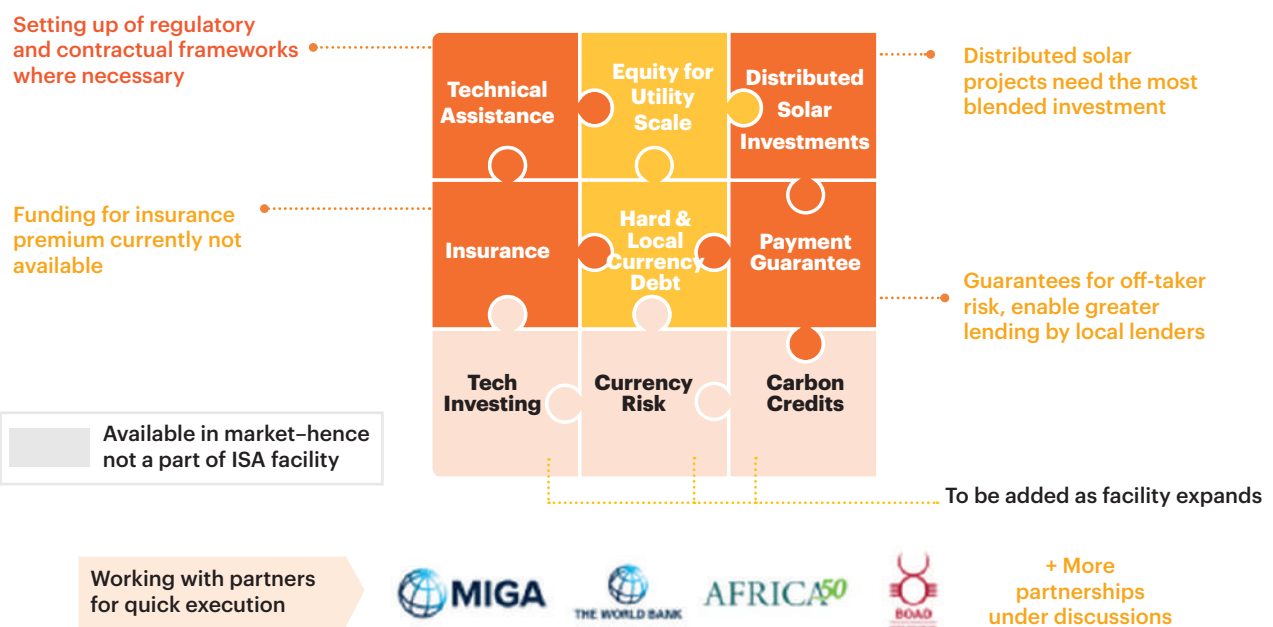 Setting up of regulatory
and contractual frameworks
where necessary
Technical
Assistance
Equity for
Utility
Scale
Distributed
Solar
Investments
Distributed solar
projects need the most
blended investment
Funding for insurance
premium currently not
available
Insurance
Hard &
Local
Currency
Debt
Payment
Guarantee
Guarantees for off-taker
risk, enable greater
lending by local lenders
Tech
Investing
Currency
Risk
Carbon
Credits
Available in market–hence
not a part of ISA facility
To be added as facility expands
Working with partners
for quick execution
MIGA
THE WORLD BANK
AFRICA50
BOAD
+ More
partnerships
under discussions